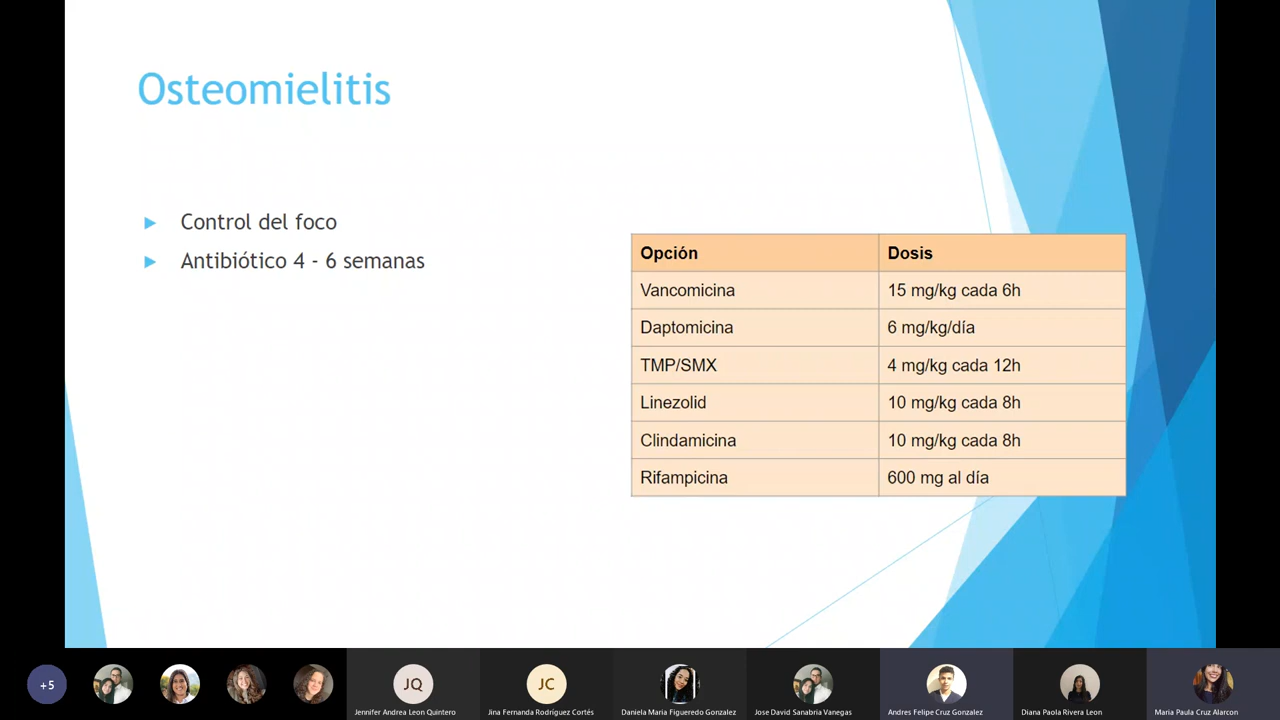 Osteomielitis
Control del foco
Antibiótico 4 - 6 semanas
Opción Dosis
Vancomicina 15 mg/kg cada 6h
Daptomicina 6 mg/kg/día
TMP/SMX 4 mg/kg cada 12h
Linezolid 10 mg/kg cada 8h
Clindamicina 10 mg/kg cada 8h
Rifampicina 600 mg al día
+5
JQ
JC
Jennifer Andrea Leon Quintero
Jina Fernanda Rodríguez Cortés
Daniela Maria Figueredo Gonzalez
Jose David Sanabria Vanegas
Andres Felipe Cruz Gonzalez
Diana Paola Rivera Leon
Maria Paula Cruz Alarcon